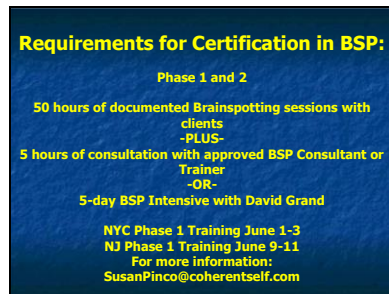 Requirements for Certification in BSP:
Phase 1 and 2
50 hours of documented Brainspotting sessions with
clients
-PLUS-
5 hours of consultation with approved BSP Consultant or
Trainer
-OR-
5-day BSP Intensive with David Grand
NYC Phase 1 Training June 1-3
NJ Phase 1 Training June 9-11
For more information:
SusanPinco@coherentself.com